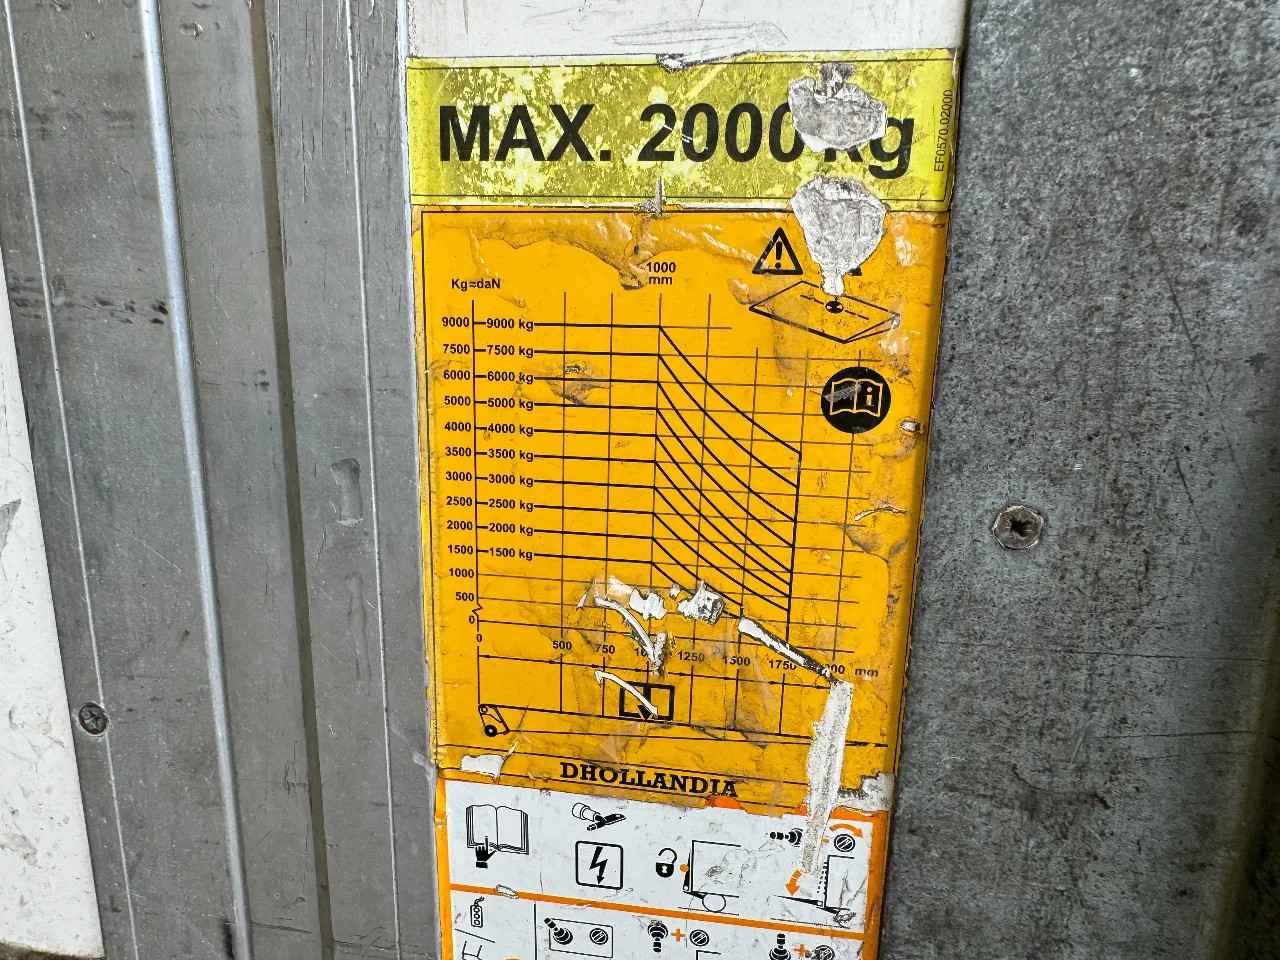 MAX. 2000 kg
EF0570.02000
1000
mm
Kg≈daN
9000 9000 kg
7500 7500 kg
6000 6000 kg
5000 5000 kg
4000 4000 kg
3500 3500 kg
3000 3000 kg
2500 2500 kg
2000 2000 kg
1500 1500 kg
1000
500
0
0 500 750 1250 1500 1750 mm
i
DHOLLANDIA